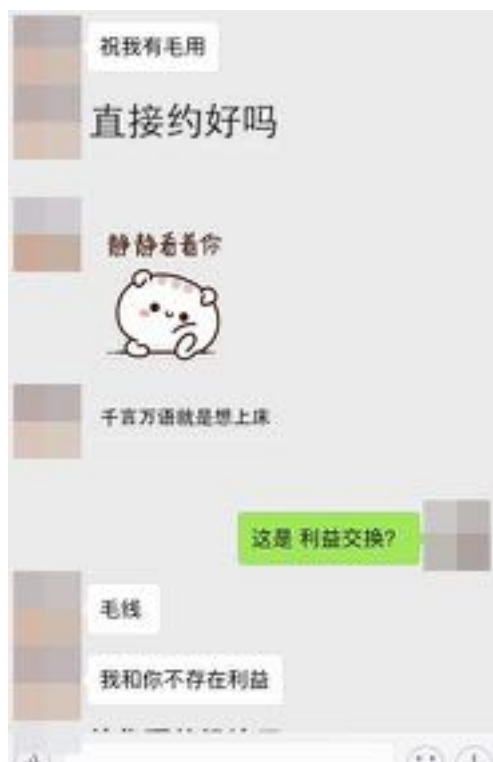 祝我有毛用
直接约好吗
静静看着你
千言万语就是想上床
这是 利益交换?
毛线
我和你不存在利益